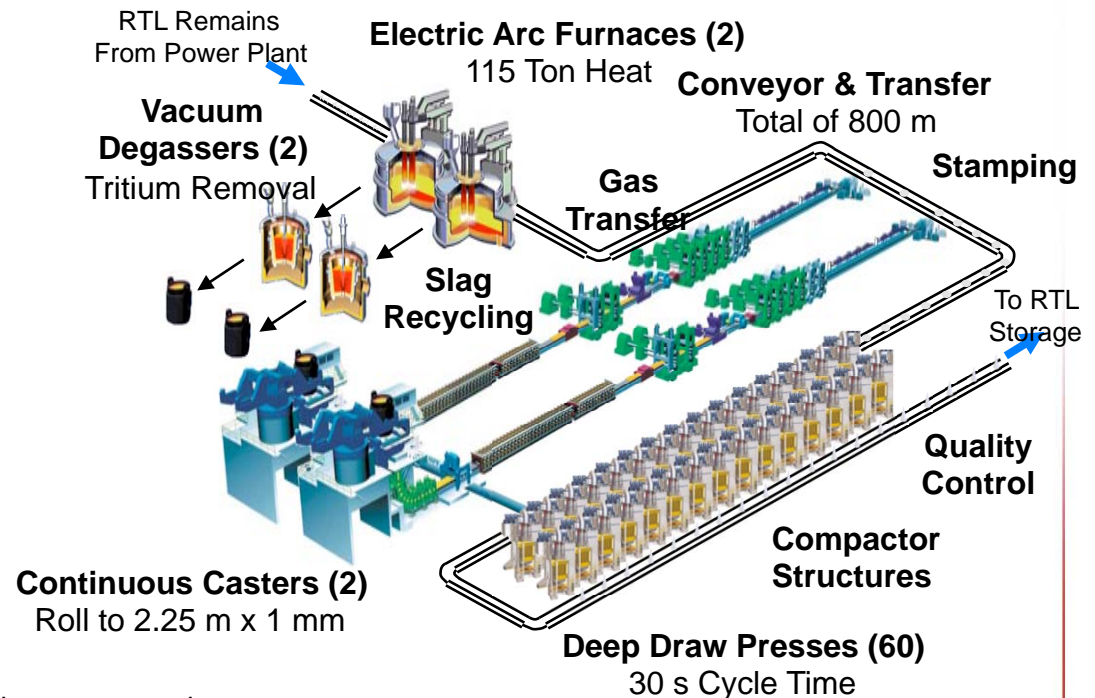 RTL Remains
From Power Plant
Electric Arc Furnaces (2)
115 Ton Heat
Conveyor & Transfer
Total of 800 m
Vacuum
Degassers (2)
Tritium Removal
Stamping
Gas
Transfer
Slag
Recycling
To RTL
Storage
Quality
Control
Compactor
Structures
Continuous Casters (2)
Roll to 2.25 m x 1 mm
Deep Draw Presses (60)
30 s Cycle Time